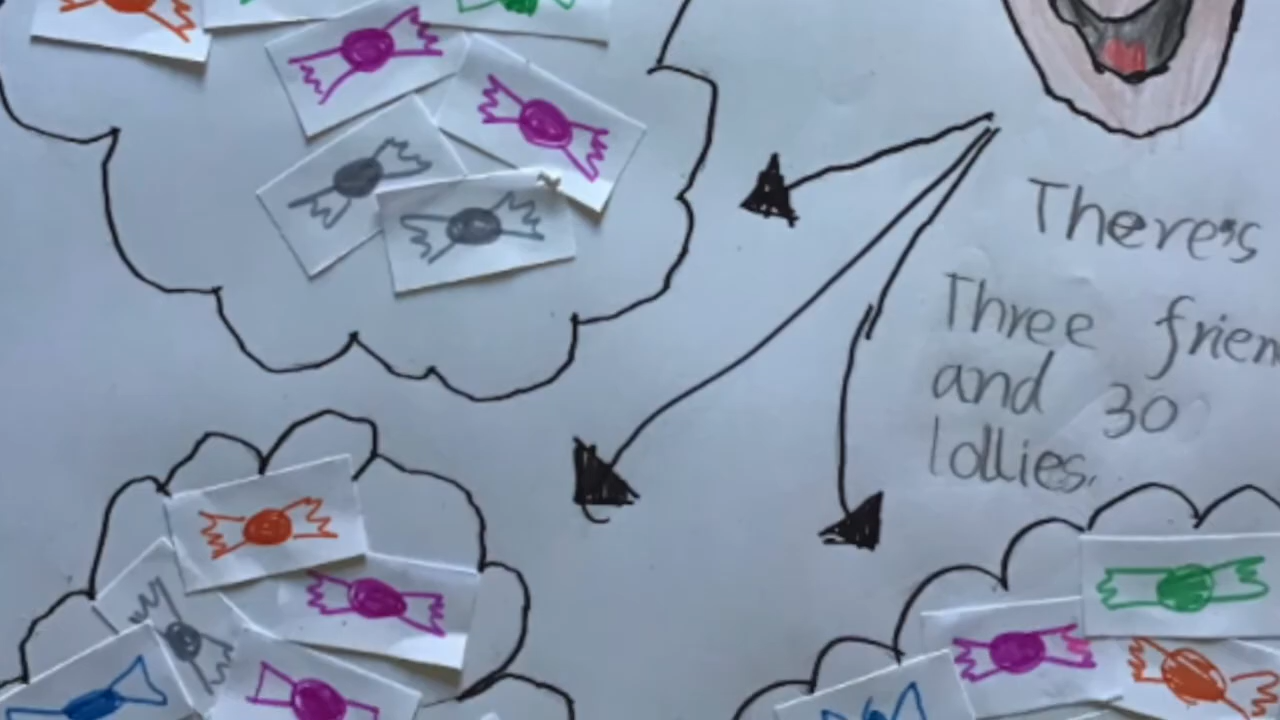 There's
Three frien
and 30
lollies.